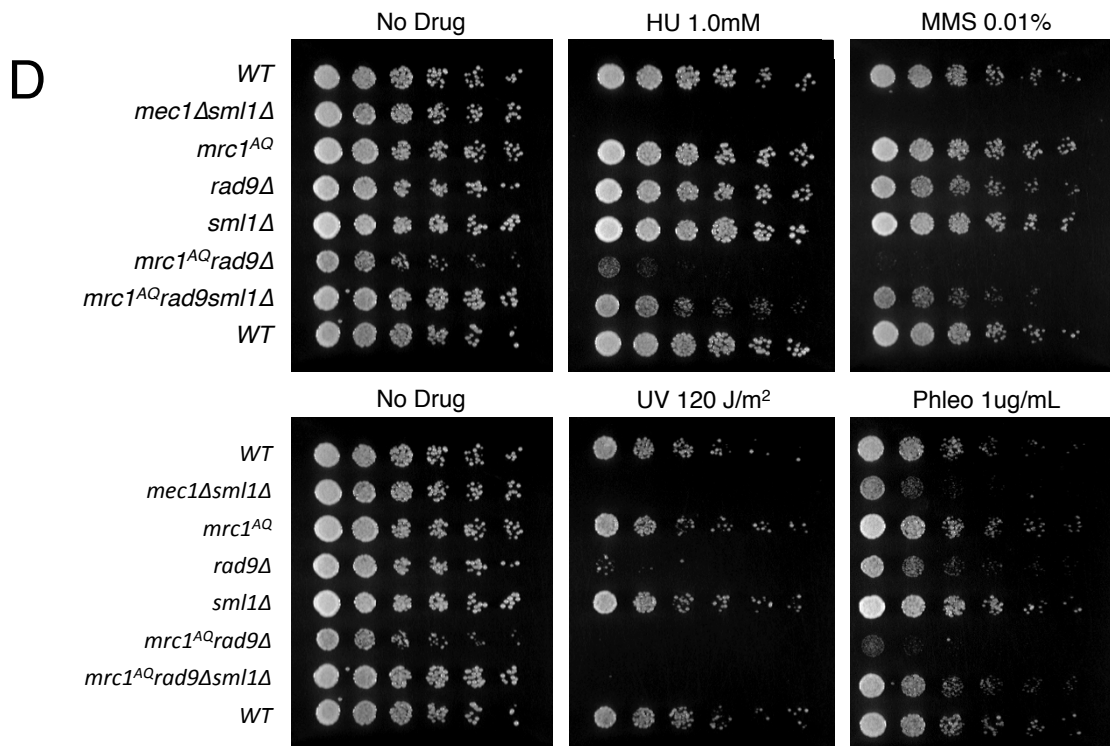 D
No Drug
HU 1.0mM
MMS 0.01%
WT
mec1Δsml1Δ
mrc1ᴬQ
rad9Δ
sml1Δ
mrc1ᴬQrad9Δ
mrc1ᴬQrad9sml1Δ
WT
No Drug
UV 120 J/m²
Phleo 1ug/mL
WT
mec1Δsml1Δ
mrc1ᴬQ
rad9Δ
sml1Δ
mrc1ᴬQrad9Δ
mrc1ᴬQrad9Δsml1Δ
WT